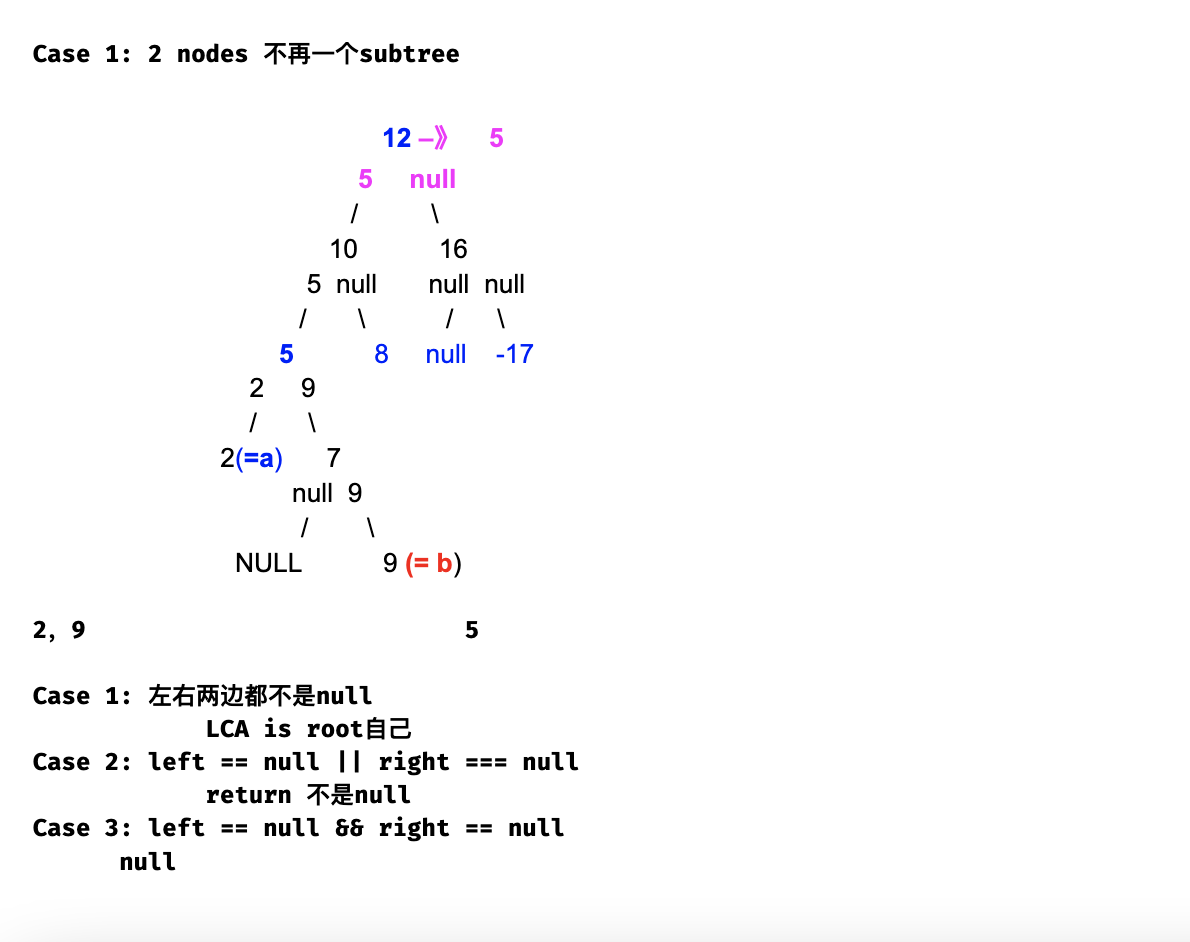 Case 1: 2 nodes 不再一个subtree
12 —》 5
5 null
/ \
10 16
5 null null null
/ \ / \
5 8 null -17
2 9
/ \
2(=a) 7
null 9
/ \
NULL 9 (= b)
2, 9 5
Case 1: 左右两边都不是null
LCA is root自己
Case 2: left == null || right === null
return 不是null
Case 3: left == null && right == null
null